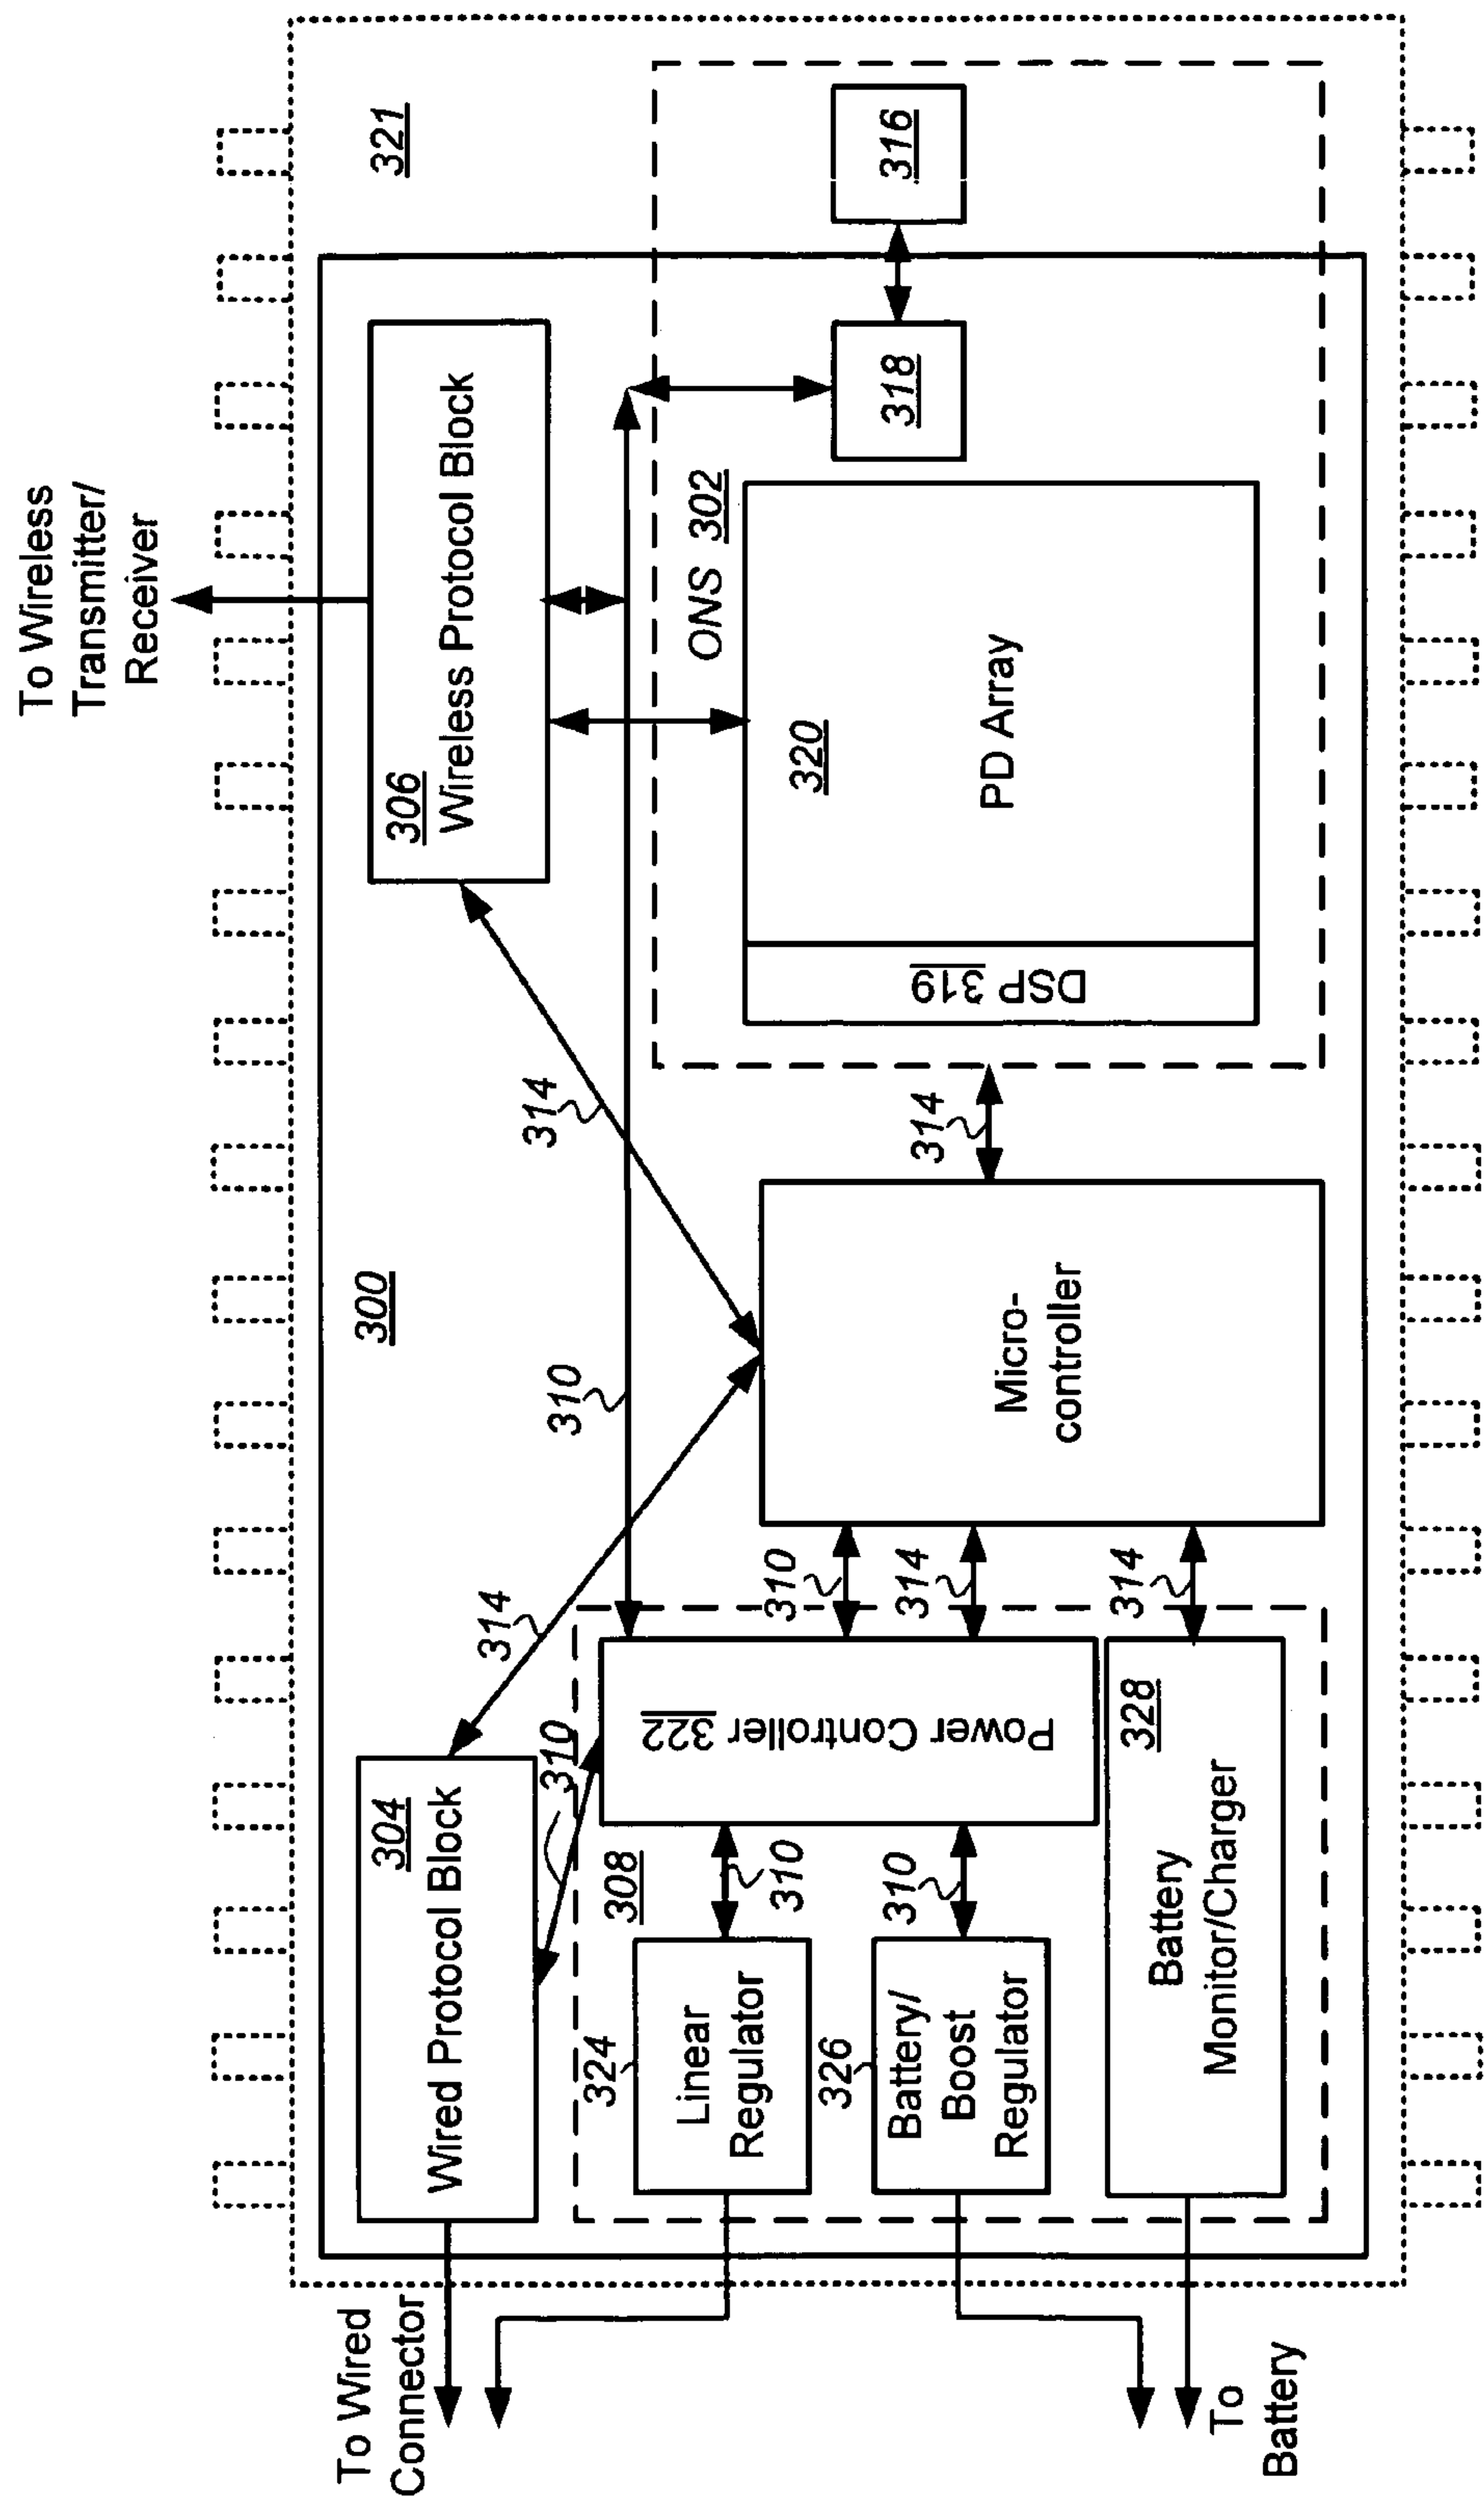 To Wireless
Transmitter/
Receiver
321
300
To Wired
Connector
304
Wired Protocol Block
314
310
314
306
Wireless Protocol Block
310
308
324
Linear
Regulator
310
326
Battery/
Boost
Regulator
310
Power Controller 322
328
Battery
Monitor/Charger
310
314
314
Micro-
controller
314
ONS 302
DSP 319
320
PD Array
318
316
To
Battery